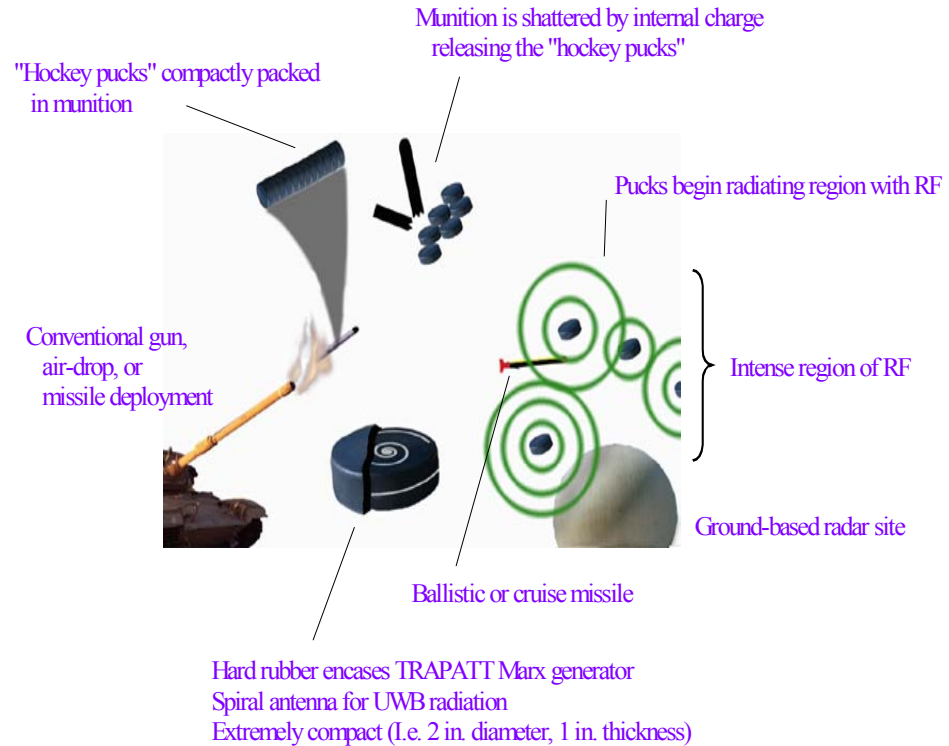 Munition is shattered by internal charge
releasing the "hockey pucks"
"Hockey pucks" compactly packed
in munition
Pucks begin radiating region with RF
Conventional gun,
air-drop, or
missile deployment
Intense region of RF
Ground-based radar site
Ballistic or cruise missile
Hard rubber encases TRAPATT Marx generator
Spiral antenna for UWB radiation
Extremely compact (I.e. 2 in. diameter, 1 in. thickness)